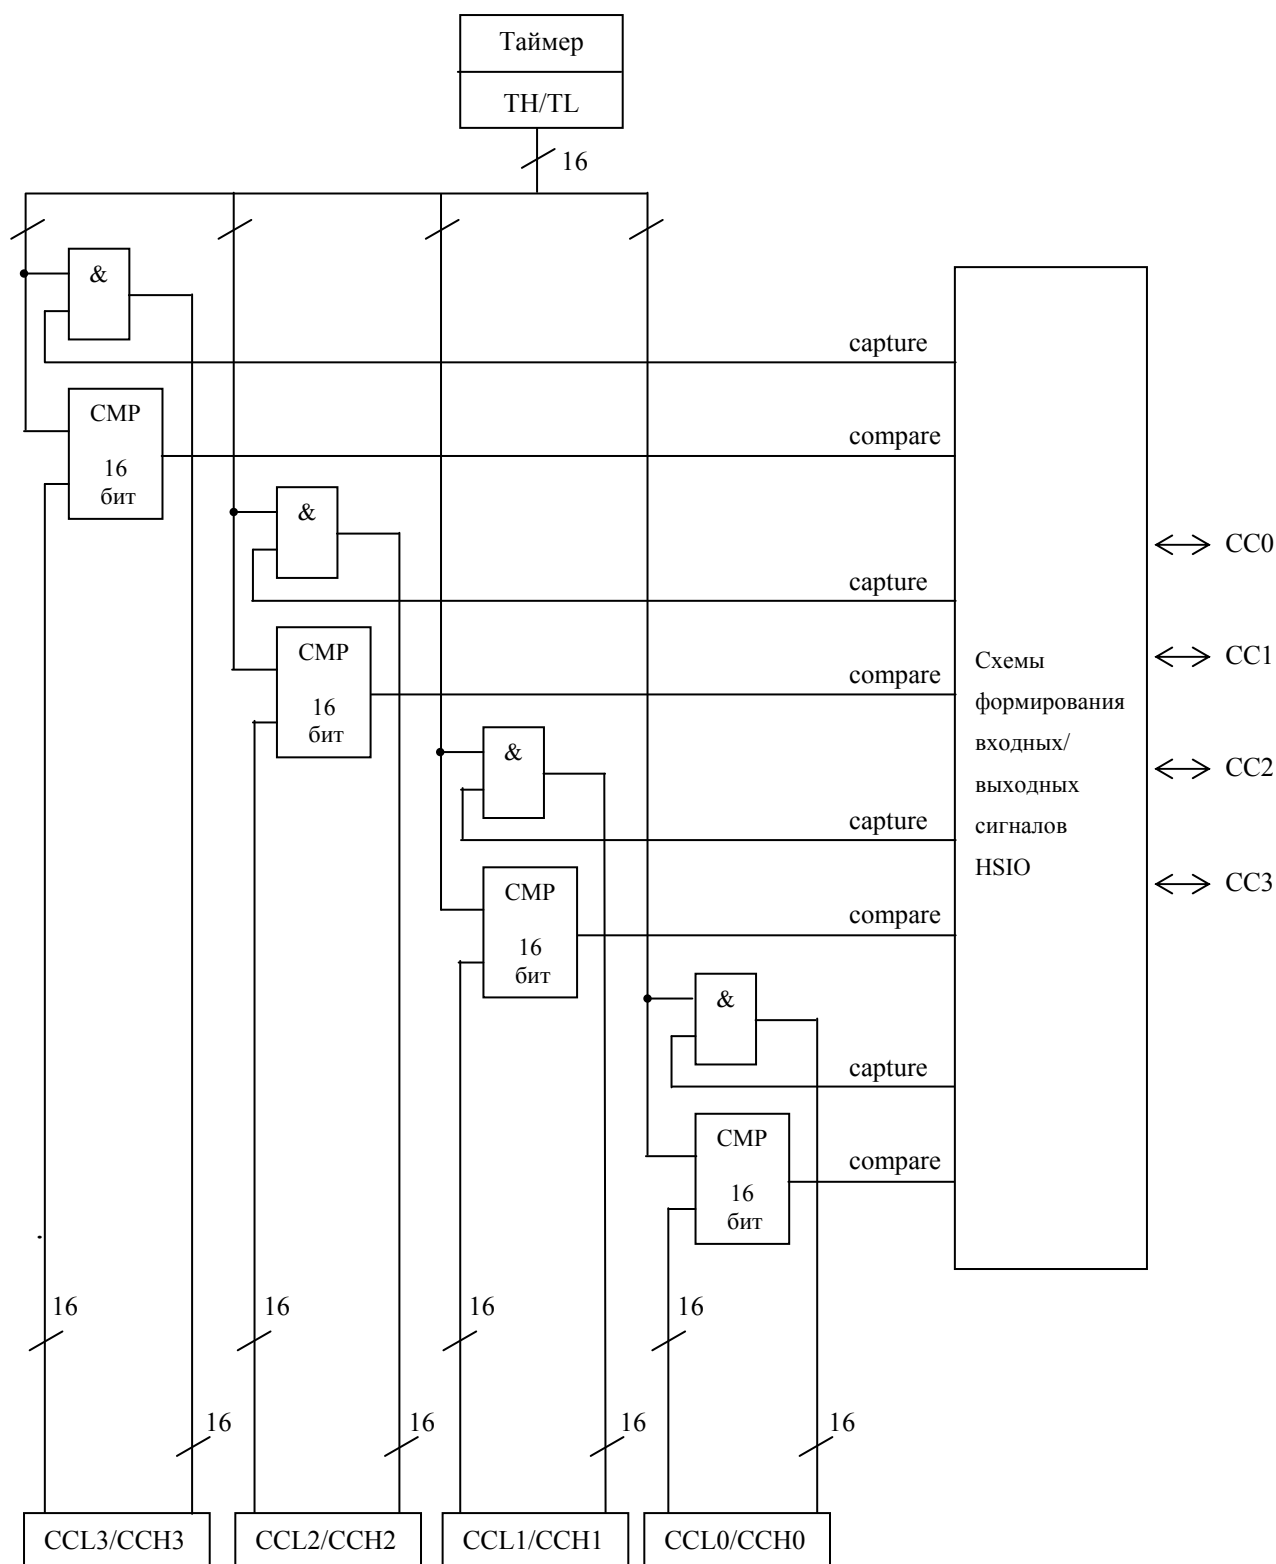 Таймер
TH/TL
16
&
capture
CMP
16
бит
compare
&
CC0
capture
CMP
16
бит
compare
CC1
Схемы
формирования
входных/
выходных
сигналов
HSIO
&
CC2
capture
CMP
16
бит
compare
CC3
&
capture
CMP
16
бит
compare
16
16
16
16
16
16
16
16
CCL3/CCH3
CCL2/CCH2
CCL1/CCH1
CCL0/CCH0